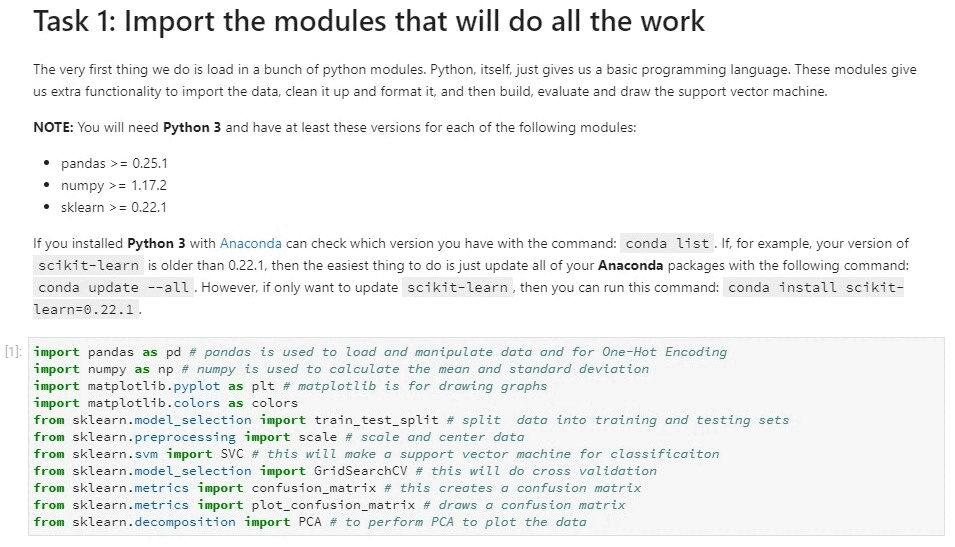 Task 1: Import the modules that will do all the work
The very first thing we do is load in a bunch of python modules. Python, itself, just gives us a basic programming language. These modules give
us extra functionality to import the data, clean it up and format it, and then build, evaluate and draw the support vector machine.
NOTE: You will need Python 3 and have at least these versions for each of the following modules:
• pandas >= 0.25.1
• numpy >= 1.17.2
• sklearn >= 0.22.1
If you installed Python 3 with Anaconda can check which version you have with the command: conda list . If, for example, your version of
scikit-learn is older than 0.22.1, then the easiest thing to do is just update all of your Anaconda packages with the following command:
conda update --all . However, if only want to update scikit-learn , then you can run this command: conda install scikit-
learn=0.22.1 .
[1]: import pandas as pd # pandas is used to load and manipulate data and for One-Hot Encoding
import numpy as np # numpy is used to calculate the mean and standard deviation
import matplotlib.pyplot as plt # matplotlib is for drawing graphs
import matplotlib.colors as colors
from sklearn.model_selection import train_test_split # split  data into training and testing sets
from sklearn.preprocessing import scale # scale and center data
from sklearn.svm import SVC # this will make a support vector machine for classificaiton
from sklearn.model_selection import GridSearchCV # this will do cross validation
from sklearn.metrics import confusion_matrix # this creates a confusion matrix
from sklearn.metrics import plot_confusion_matrix # draws a confusion matrix
from sklearn.decomposition import PCA # to perform PCA to plot the data